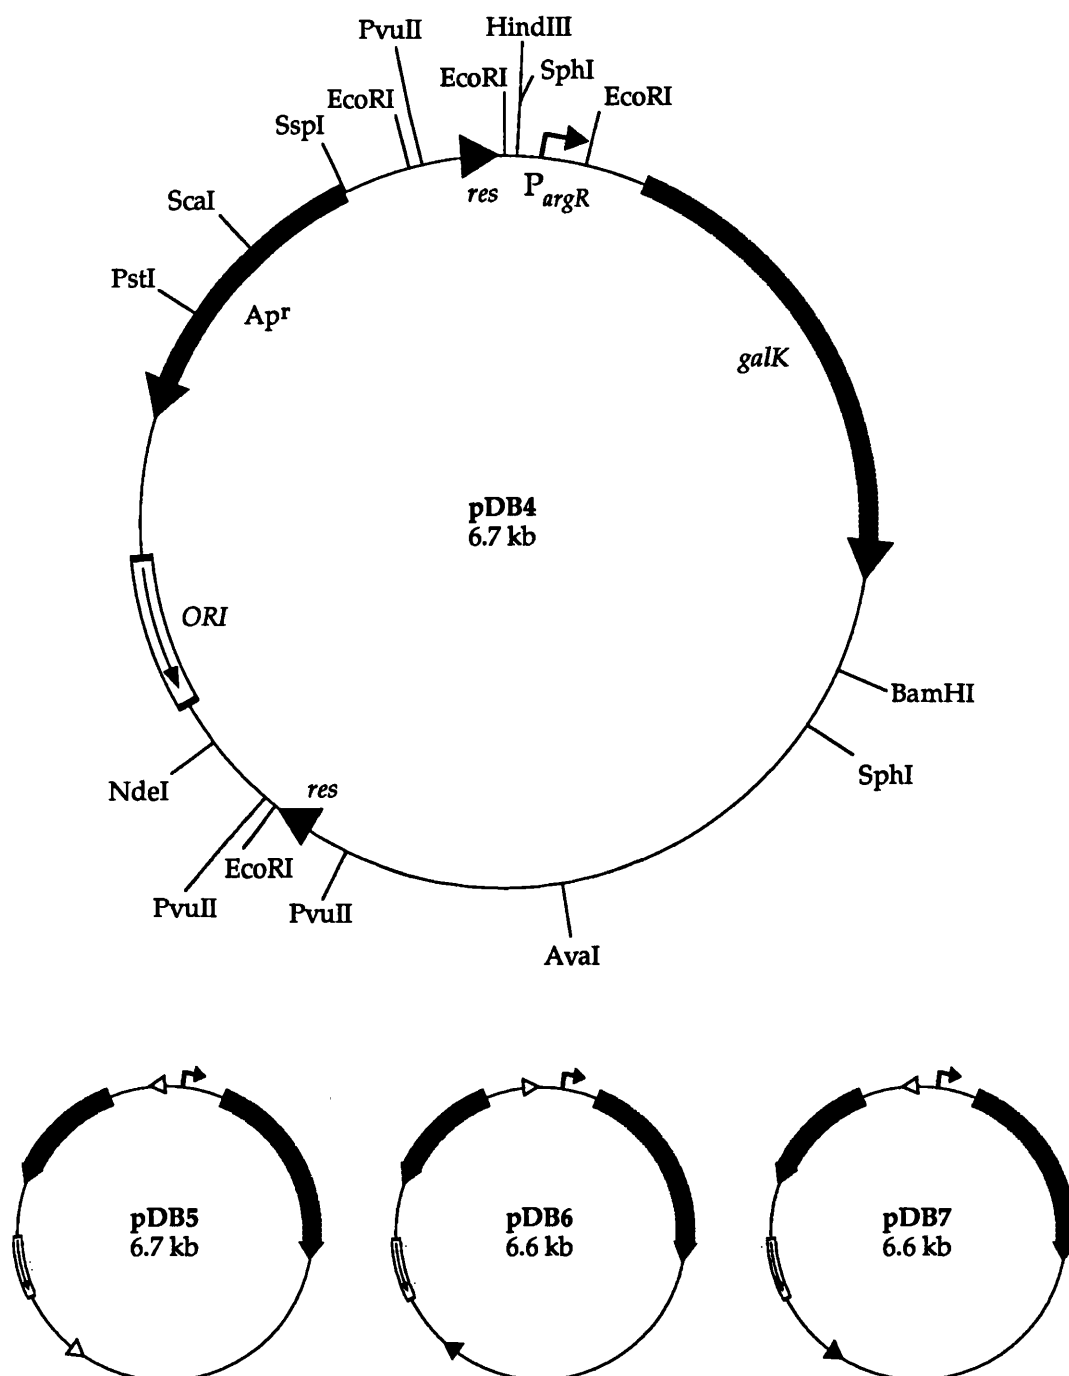 PvuII
HindIII
EcoRI
SphI
EcoRI
EcoRI
SspI
res
PargR
ScaI
PstI
Apr
galK
pDB4
6.7 kb
ORI
BamHI
SphI
NdeI
res
EcoRI
PvuII
PvuII
AvaI
pDB5
6.7 kb
pDB6
6.6 kb
pDB7
6.6 kb